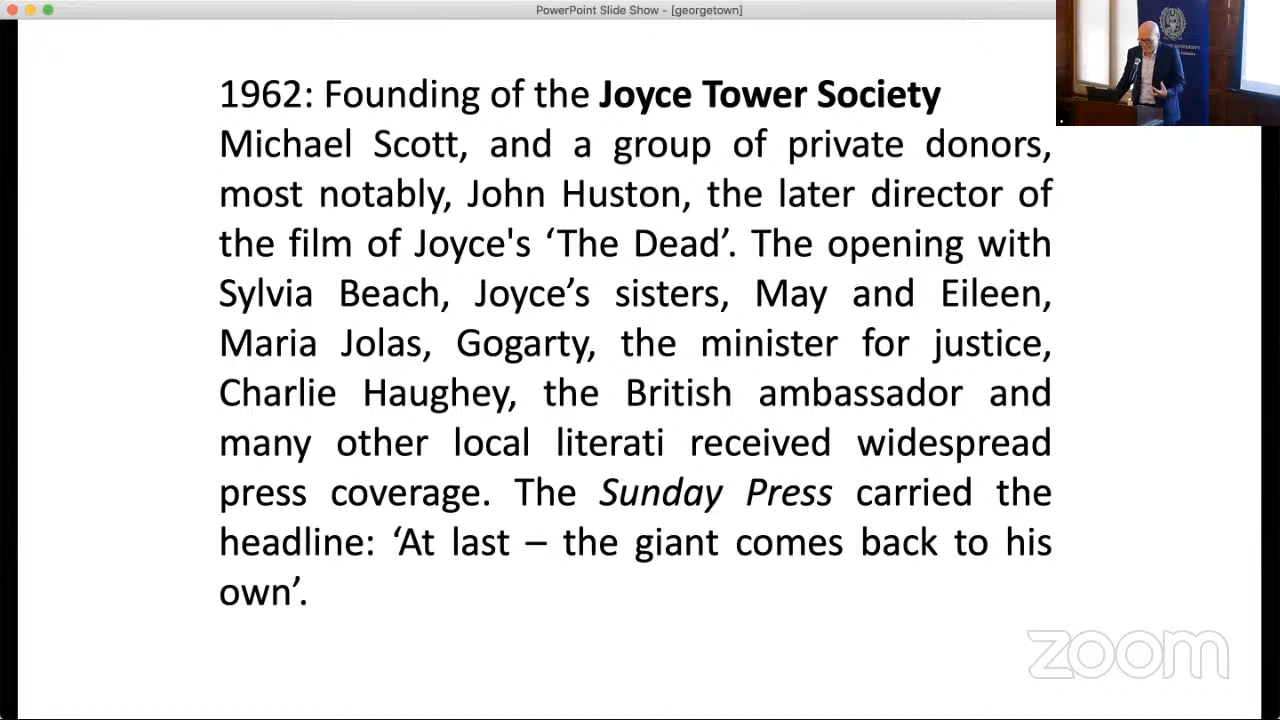 PowerPoint Slide Show - [georgetown]
1962: Founding of the Joyce Tower Society
Michael Scott, and a group of private donors,
most notably, John Huston, the later director of
the film of Joyce's ‘The Dead’. The opening with
Sylvia Beach, Joyce’s sisters, May and Eileen,
Maria Jolas, Gogarty, the minister for justice,
Charlie Haughey, the British ambassador and
many other local literati received widespread
press coverage. The Sunday Press carried the
headline: ‘At last – the giant comes back to his
own’.
zoom